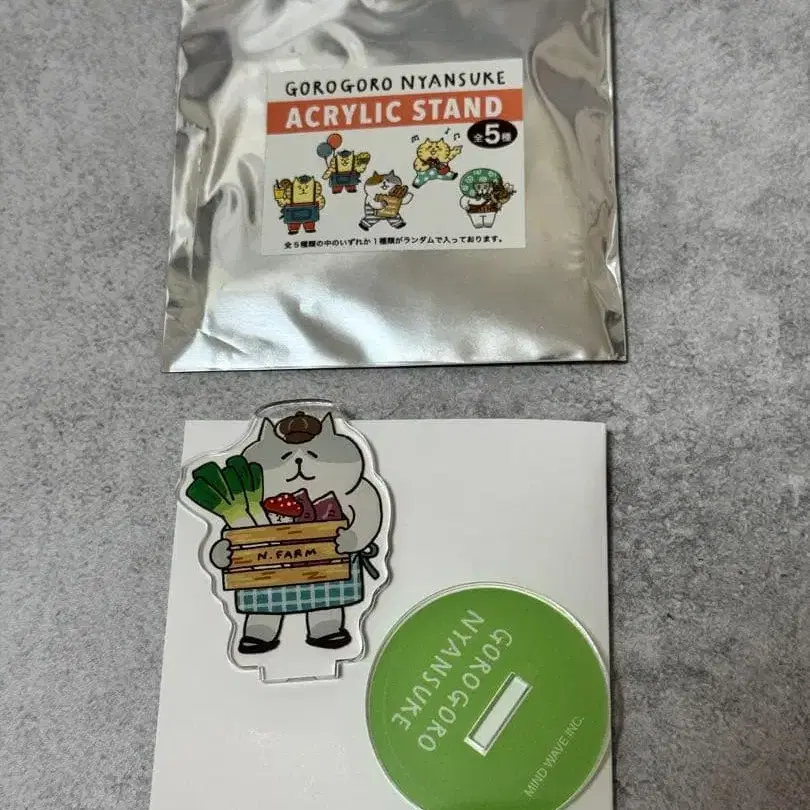 GOROGORO NYANSUKE
ACRYLIC STAND
全5種
全5種類の中のいずれか1種類がランダムで入っております。
N. FARM
GOROGORO
NYANSUKE
MIND WAVE INC.